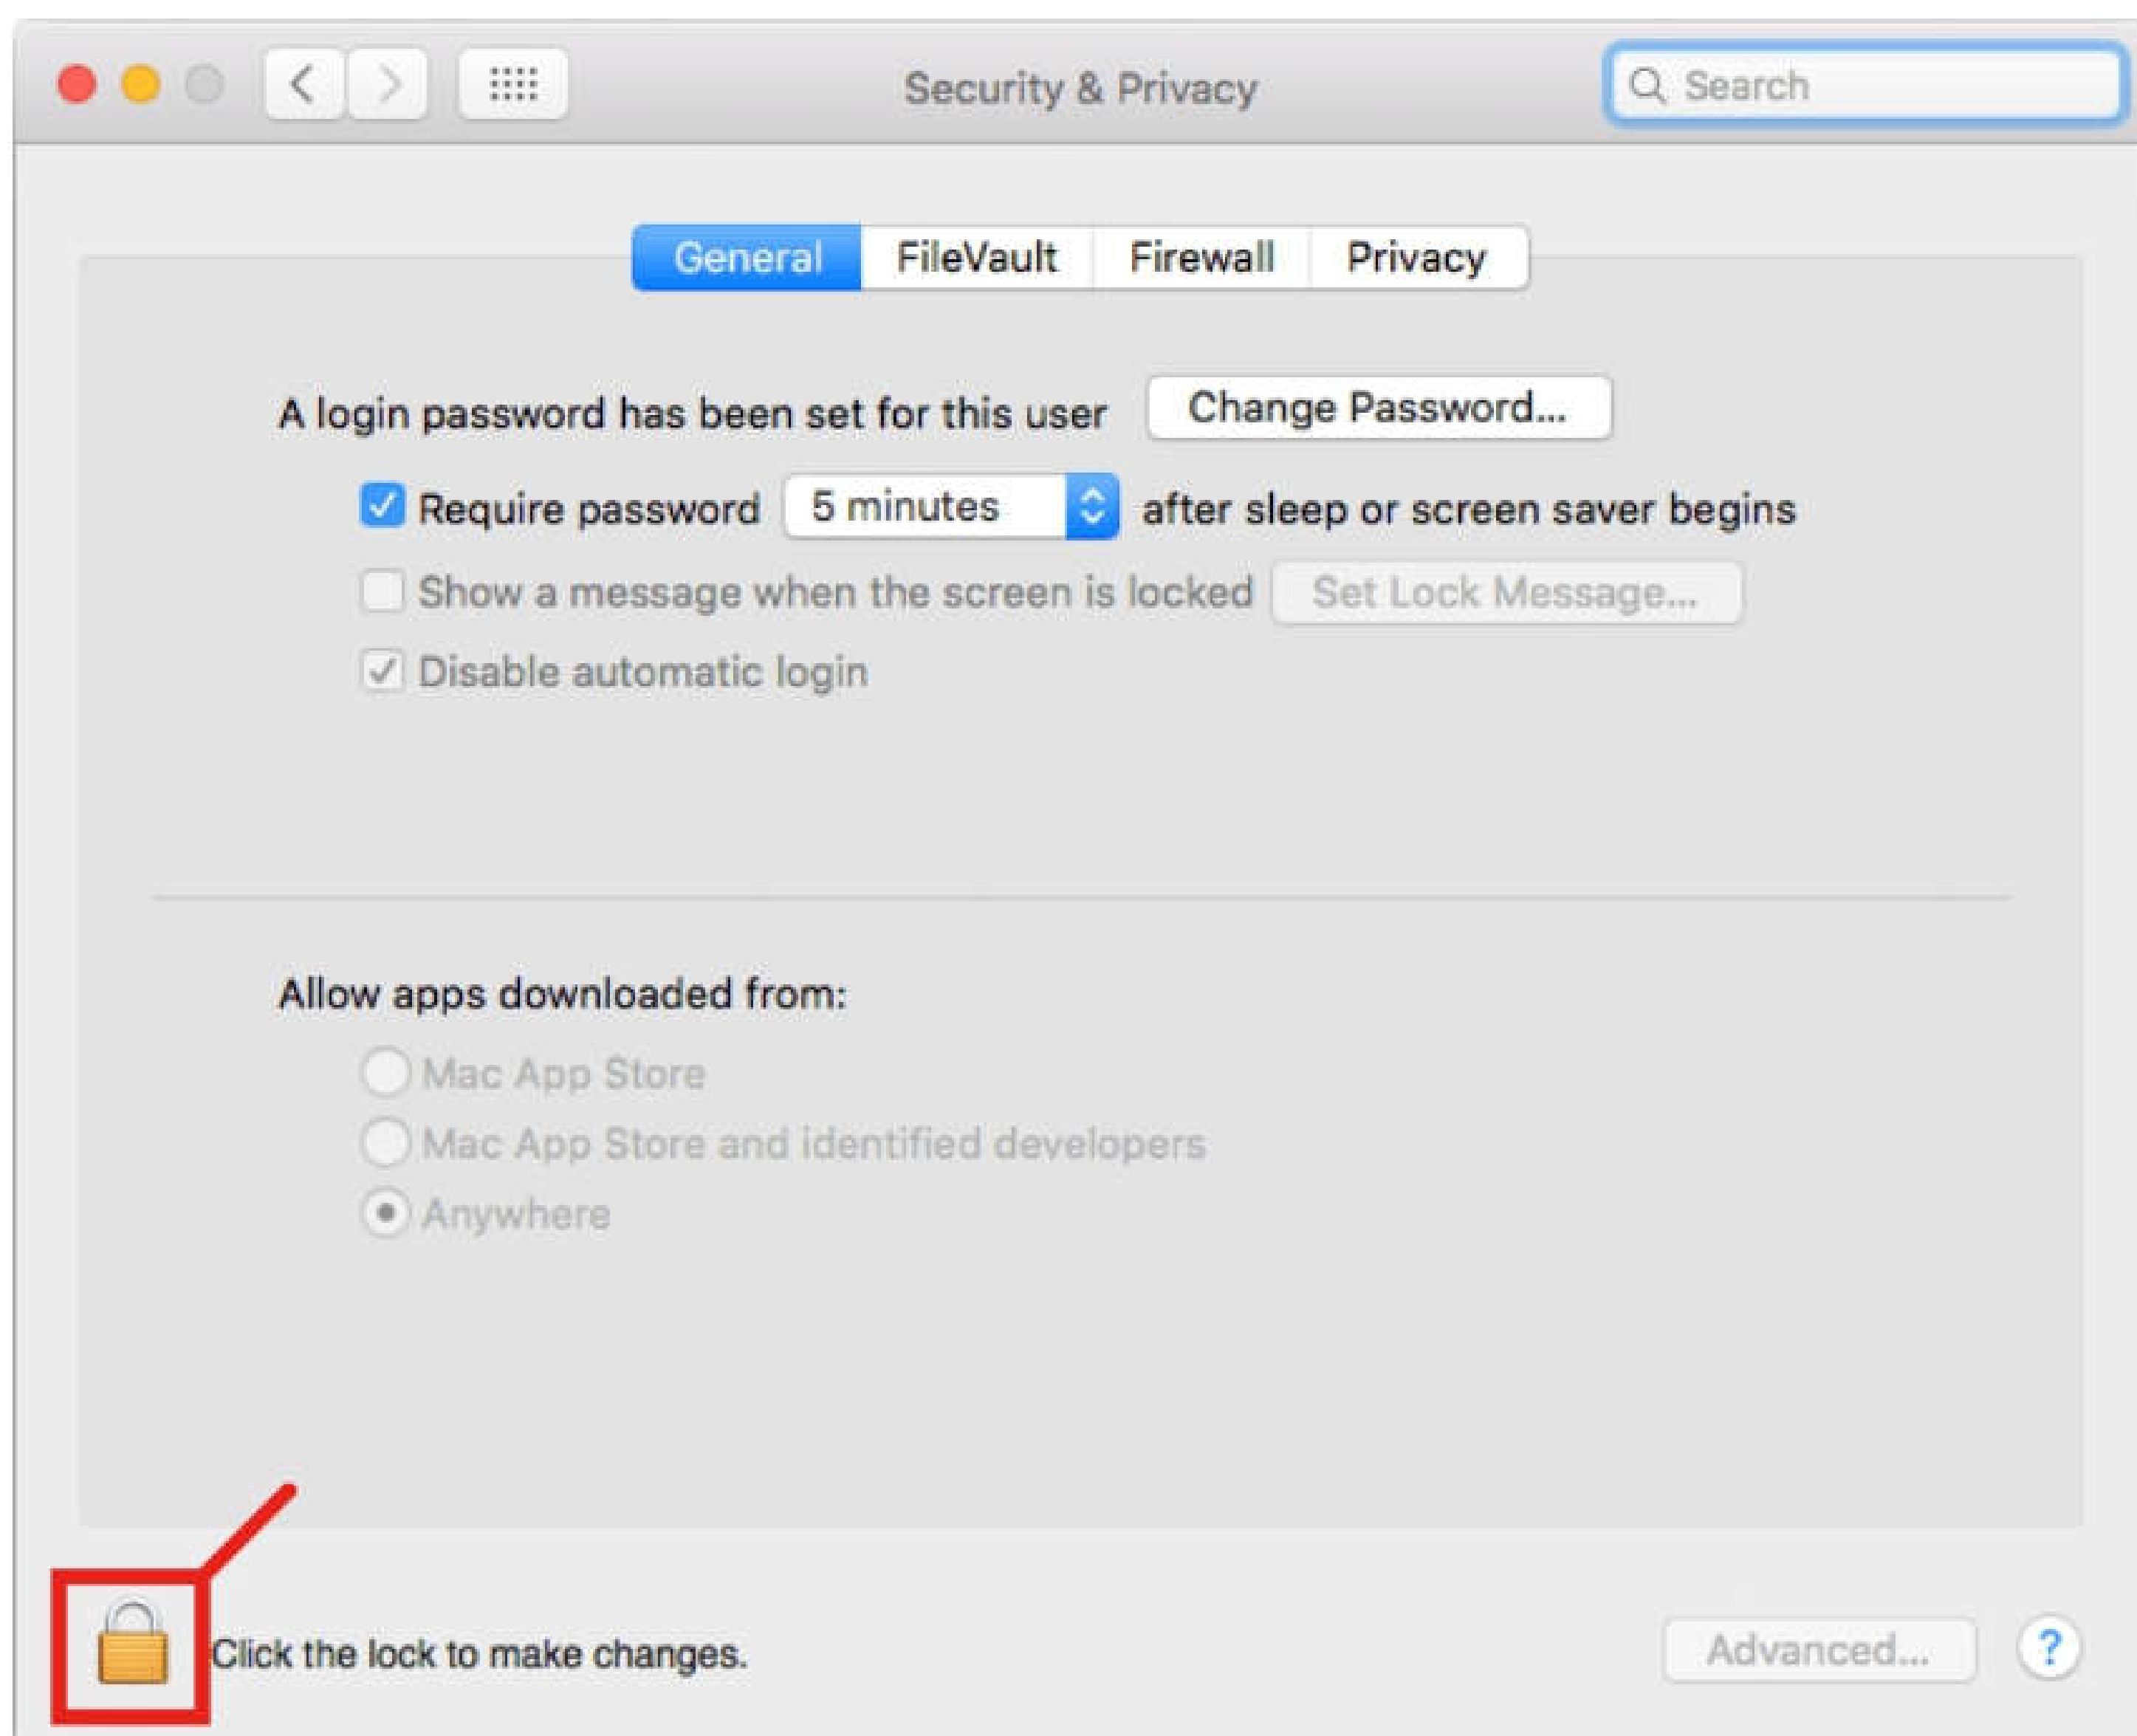 Security & Privacy
Search
General FileVault Firewall Privacy
A login password has been set for this user Change Password...
Require password 5 minutes after sleep or screen saver begins
Show a message when the screen is locked Set Lock Message...
Disable automatic login
Allow apps downloaded from:
Mac App Store
Mac App Store and identified developers
Anywhere
Click the lock to make changes.
Advanced... ?